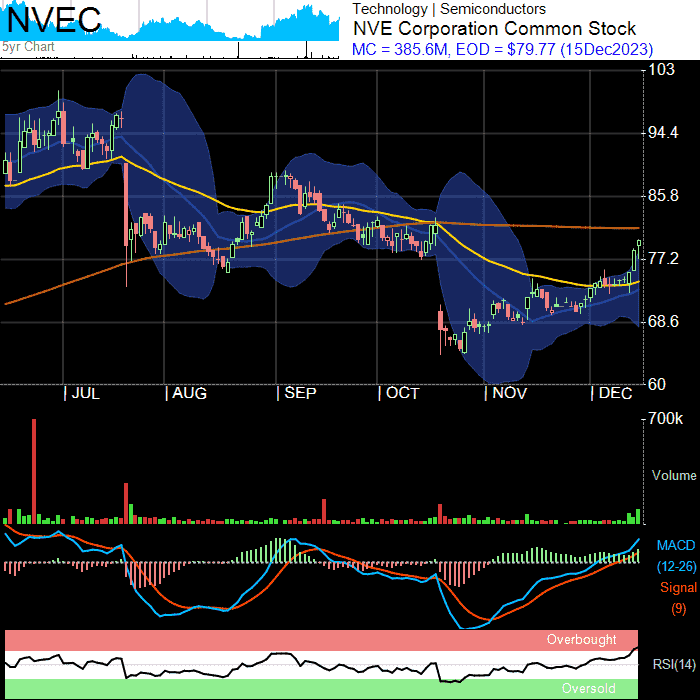 NVEC
5yr Chart
Technology | Semiconductors
NVE Corporation Common Stock
MC = 385.6M, EOD = $79.77 (15Dec2023)
103
94.4
85.8
77.2
68.6
60
| JUL | AUG | SEP | OCT | NOV | DEC
700k
Volume
MACD
(12-26)
Signal
(9)
Overbought
RSI(14)
Oversold